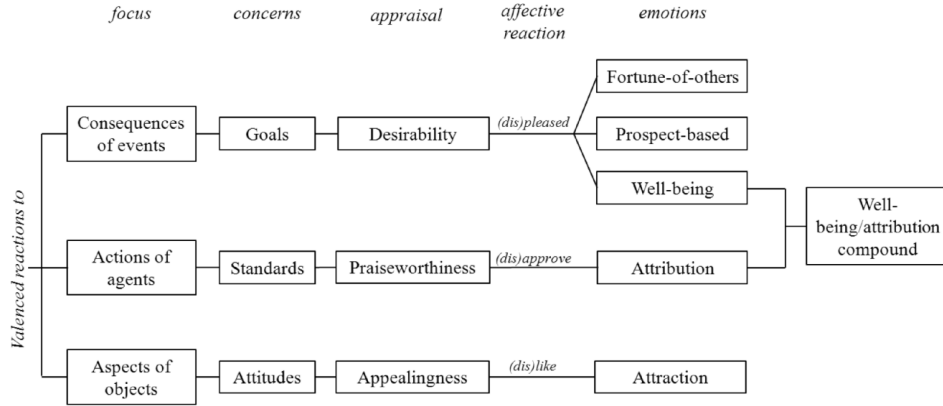 focus
concerns
appraisal
affective
reaction
emotions
Valenced reactions to
Consequences
of events
Goals
Desirability
(dis)pleased
Fortune-of-others
Prospect-based
Well-being
Actions of
agents
Standards
Praiseworthiness
(dis)approve
Attribution
Well-
being/attribution
compound
Aspects of
objects
Attitudes
Appealingness
(dis)like
Attraction